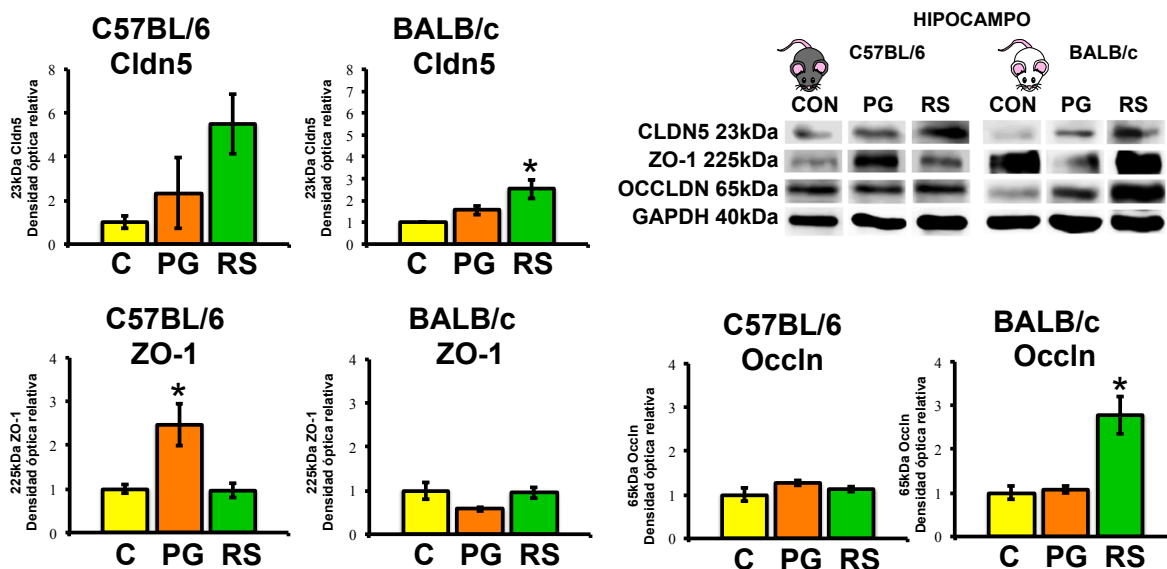 C57BL/6
Cldn5
23kDa Cldn5
Densidad óptica relativa
8
6
4
2
0
C PG RS
BALB/c
Cldn5
23kDa Cldn5
Densidad óptica relativa
8
6
4
3
2
1
0
*
C PG RS
HIPOCAMPO
C57BL/6 BALB/c
CON PG RS CON PG RS
CLDN5 23kDa
ZO-1 225kDa
OCCLDN 65kDa
GAPDH 40kDa
C57BL/6
ZO-1
225kDa ZO-1
Densidad óptica relativa
4
3
2
1
0
*
C PG RS
BALB/c
ZO-1
225kDa ZO-1
Densidad óptica relativa
4
3
2
1
0
C PG RS
C57BL/6
Occln
65kDa Occln
Densidad óptica relativa
4
3
2
1
0
C PG RS
BALB/c
Occln
65kDa Occln
Densidad óptica relativa
4
3
2
1
0
*
C PG RS